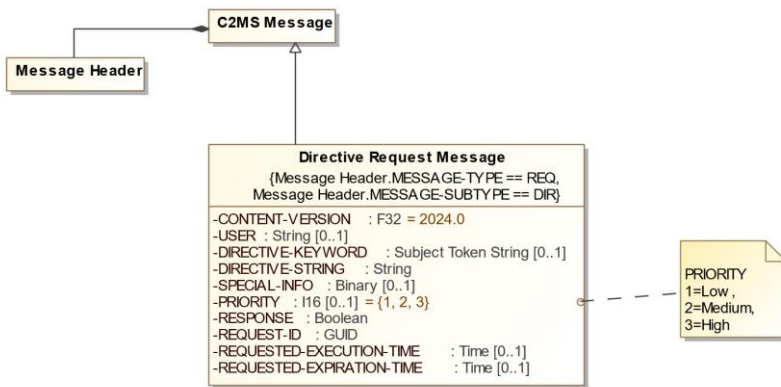 C2MS Message
Message Header
Directive Request Message
{Message Header.MESSAGE-TYPE == REQ,
Message Header.MESSAGE-SUBTYPE == DIR}
-CONTENT-VERSION : F32 = 2024.0
-USER : String [0..1]
-DIRECTIVE-KEYWORD : Subject Token String [0..1]
-DIRECTIVE-STRING : String
-SPECIAL-INFO : Binary [0..1]
-PRIORITY : I16 [0..1] = {1, 2, 3}
-RESPONSE : Boolean
-REQUEST-ID : GUID
-REQUESTED-EXECUTION-TIME : Time [0..1]
-REQUESTED-EXPIRATION-TIME : Time [0..1]
PRIORITY
1=Low ,
2=Medium,
3=High